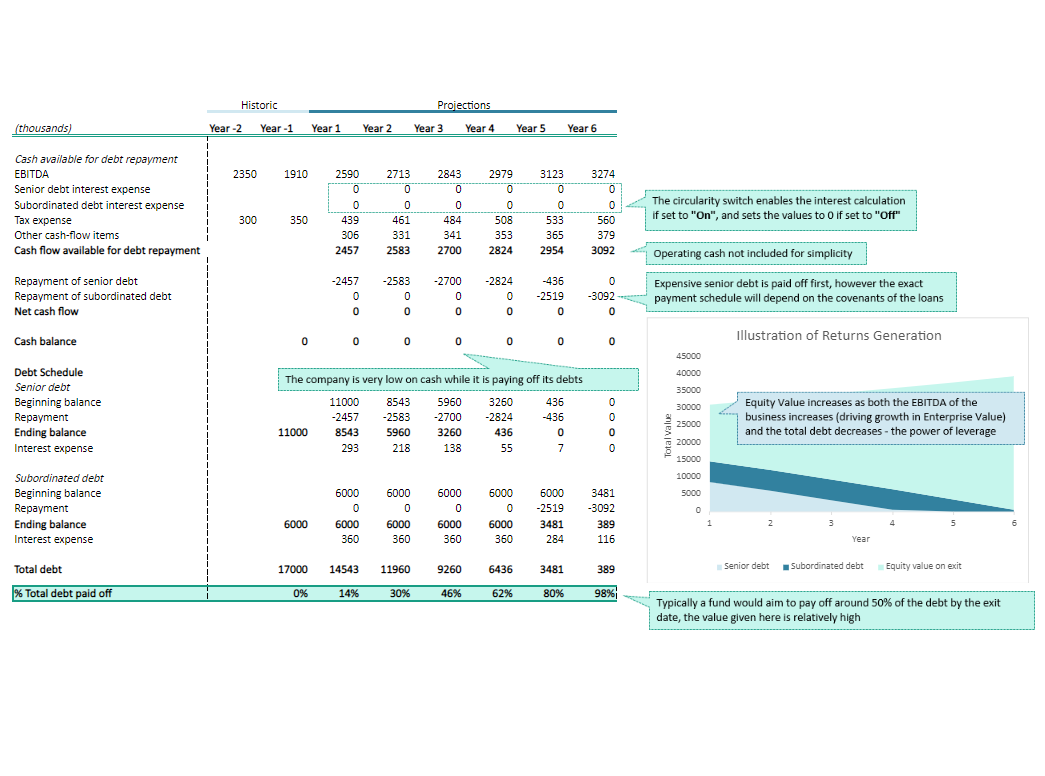 Historic Projections
(thousands) Year -2 Year -1 Year 1 Year 2 Year 3 Year 4 Year 5 Year 6
Cash available for debt repayment
EBITDA 2350 1910 2590 2713 2843 2979 3123 3274
Senior debt interest expense 0 0 0 0 0 0
Subordinated debt interest expense 0 0 0 0 0 0
Tax expense 300 350 439 461 484 508 533 560
Other cash-flow items 306 331 341 353 365 379
Cash flow available for debt repayment 2457 2583 2700 2824 2954 3092
Repayment of senior debt -2457 -2583 -2700 -2824 -436 0
Repayment of subordinated debt 0 0 0 0 -2519 -3092
Net cash flow 0 0 0 0 0 0
Cash balance 0 0 0 0 0 0 0
The company is very low on cash while it is paying off its debts
Debt Schedule
Senior debt
Beginning balance 11000 8543 5960 3260 436 0
Repayment -2457 -2583 -2700 -2824 -436 0
Ending balance 11000 8543 5960 3260 436 0 0
Interest expense 293 218 138 55 7 0
Subordinated debt
Beginning balance 6000 6000 6000 6000 6000 3481
Repayment 0 0 0 0 -2519 -3092
Ending balance 6000 6000 6000 6000 6000 3481 389
Interest expense 360 360 360 360 284 116
Total debt 17000 14543 11960 9260 6436 3481 389
% Total debt paid off 0% 14% 30% 46% 62% 80% 98%
The circularity switch enables the interest calculation
if set to "On", and sets the values to 0 if set to "Off"
Operating cash not included for simplicity
Expensive senior debt is paid off first, however the exact
payment schedule will depend on the covenants of the loans
Illustration of Returns Generation
45000
40000
35000
30000
25000
20000
15000
10000
5000
0
Total Value
Equity Value increases as both the EBITDA of the
business increases (driving growth in Enterprise Value)
and the total debt decreases - the power of leverage
1 2 3 4 5 6
Year
Senior debt Subordinated debt Equity value on exit
Typically a fund would aim to pay off around 50% of the debt by the exit
date, the value given here is relatively high